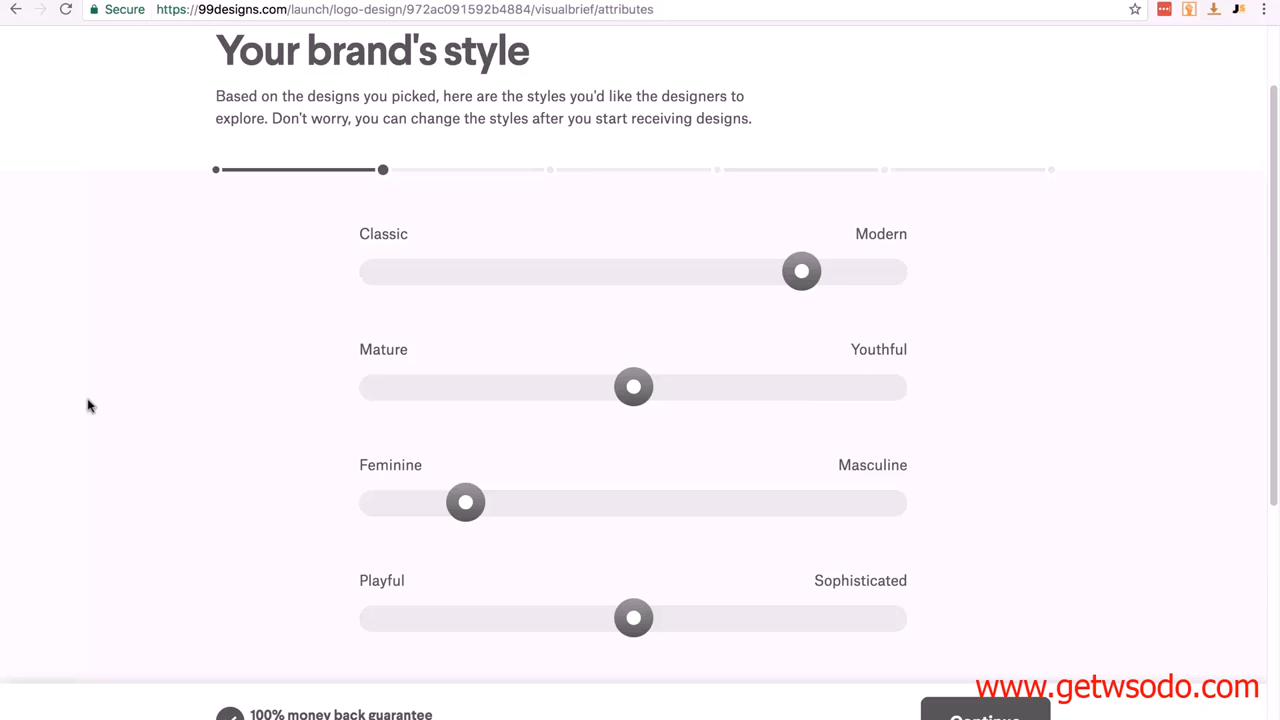 Secure https://99designs.com/launch/logo-design/972ac091592b4884/visualbrief/attributes
Your brand's style
Based on the designs you picked, here are the styles you'd like the designers to
explore. Don't worry, you can change the styles after you start receiving designs.
Classic Modern
Mature Youthful
Feminine Masculine
Playful Sophisticated
www.getwsodo.com
100% money back guarantee
Continue